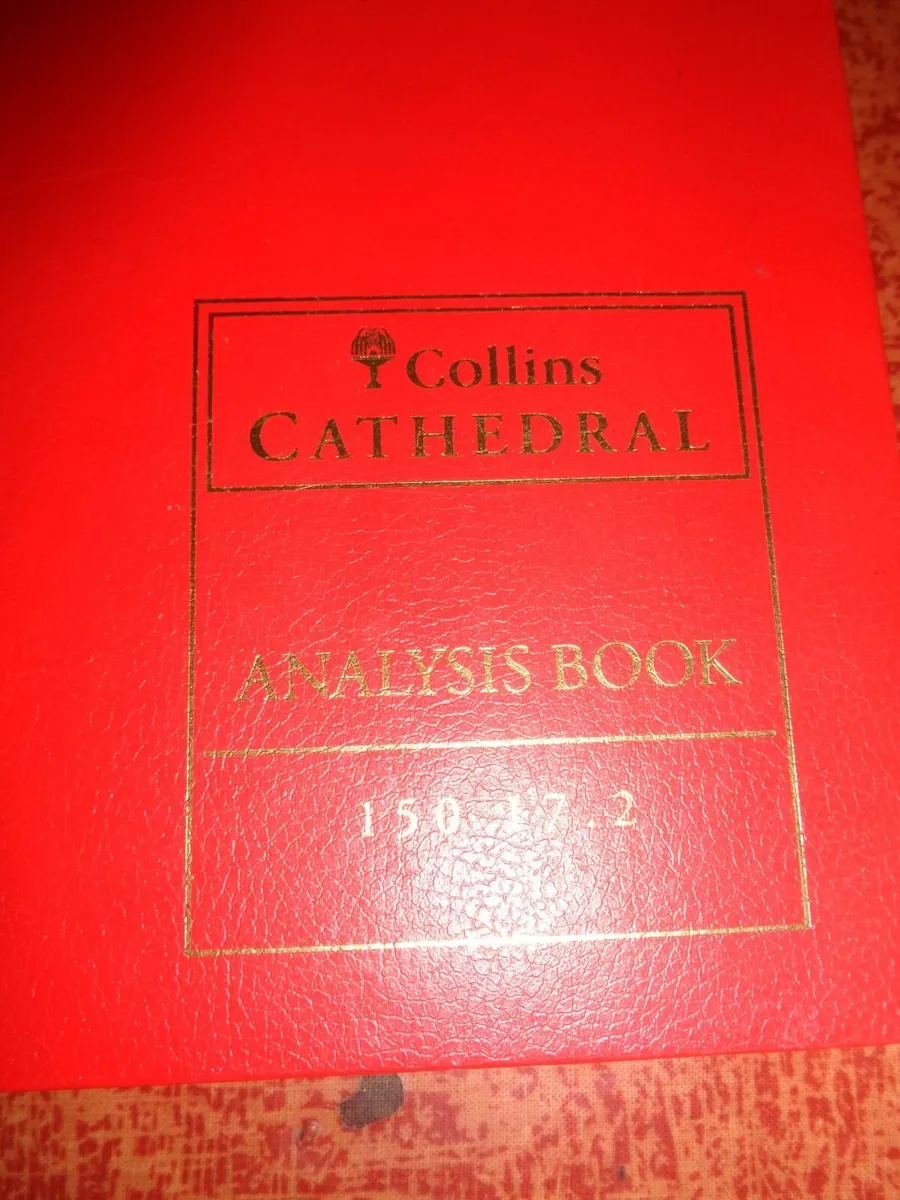 Collins
CATHEDRAL
ANALYSIS BOOK
150 17.2